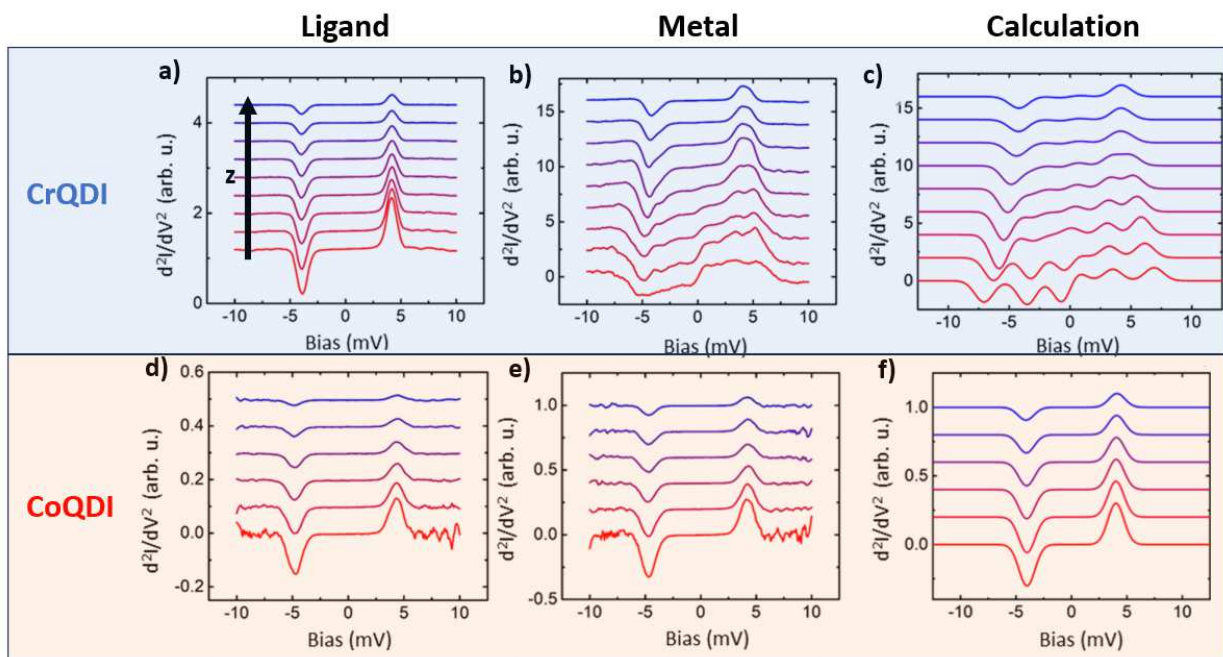 Ligand
Metal
Calculation
CrQDI
a)
z
4
2
0
d²I/dV² (arb. u.)
-10 -5 0 5 10
Bias (mV)
b)
15
10
5
0
d²I/dV² (arb. u.)
-10 -5 0 5 10
Bias (mV)
c)
15
10
5
0
d²I/dV² (arb. u.)
-10 -5 0 5 10
Bias (mV)
CoQDI
d)
0.6
0.4
0.2
0.0
-0.2
d²I/dV² (arb. u.)
-10 -5 0 5 10
Bias (mV)
e)
1.0
0.5
0.0
-0.5
d²I/dV² (arb. u.)
-10 -5 0 5 10
Bias (mV)
f)
1.0
0.5
0.0
d²I/dV² (arb. u.)
-10 -5 0 5 10
Bias (mV)